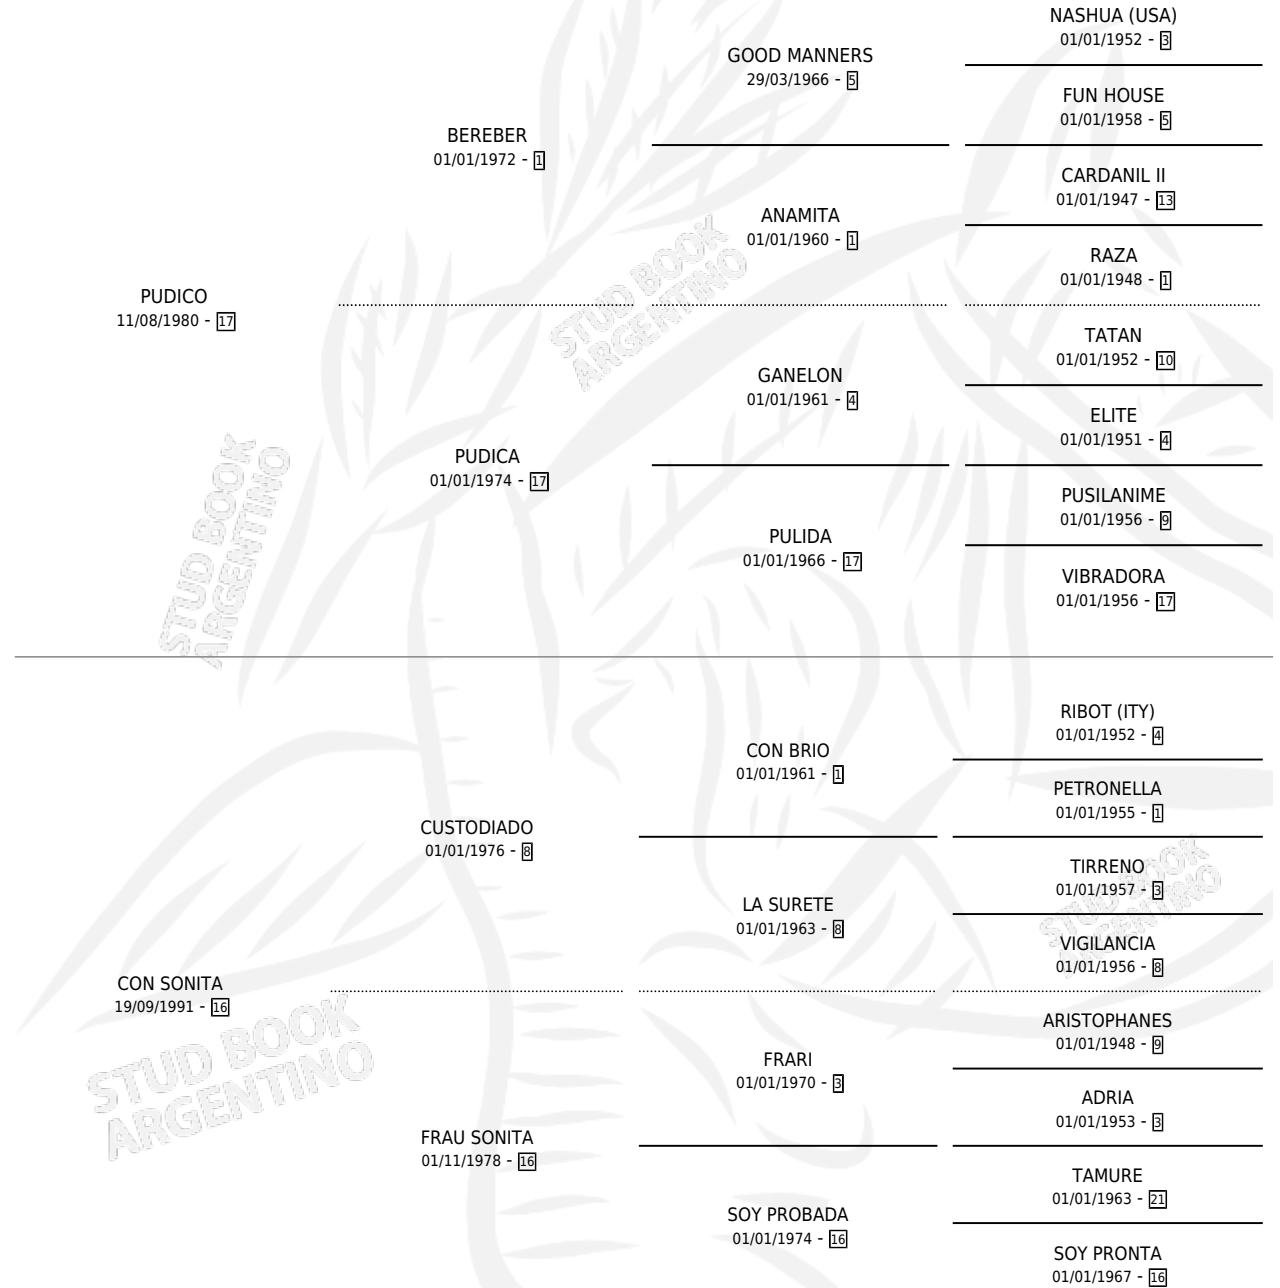 NASHUA (USA)
01/01/1952 - 3
GOOD MANNERS
29/03/1966 - 5
FUN HOUSE
01/01/1958 - 5
BEREBER
01/01/1972 - 1
CARDANIL II
01/01/1947 - 13
ANAMITA
01/01/1960 - 1
RAZA
01/01/1948 - 1
PUDICO
11/08/1980 - 17
TATAN
01/01/1952 - 10
GANELON
01/01/1961 - 4
ELITE
01/01/1951 - 4
PUDICA
01/01/1974 - 17
PUSILANIME
01/01/1956 - 9
PULIDA
01/01/1966 - 17
VIBRADORA
01/01/1956 - 17
STUD BOOK
ARGENTINO
STUD BOOK
ARGENTINO
RIBOT (ITY)
01/01/1952 - 4
CON BRIO
01/01/1961 - 1
PETRONELLA
01/01/1955 - 1
CUSTODIADO
01/01/1976 - 8
TIRRENO
01/01/1957 - 3
LA SURETE
01/01/1963 - 8
VIGILANCIA
01/01/1956 - 8
CON SONITA
19/09/1991 - 16
ARISTOPHANES
01/01/1948 - 9
FRARI
01/01/1970 - 3
ADRIA
01/01/1953 - 3
FRAU SONITA
01/11/1978 - 16
TAMURE
01/01/1963 - 21
SOY PROBADA
01/01/1974 - 16
SOY PRONTA
01/01/1967 - 16
STUD BOOK
ARGENTINO
STUD BOOK
ARGENTINO